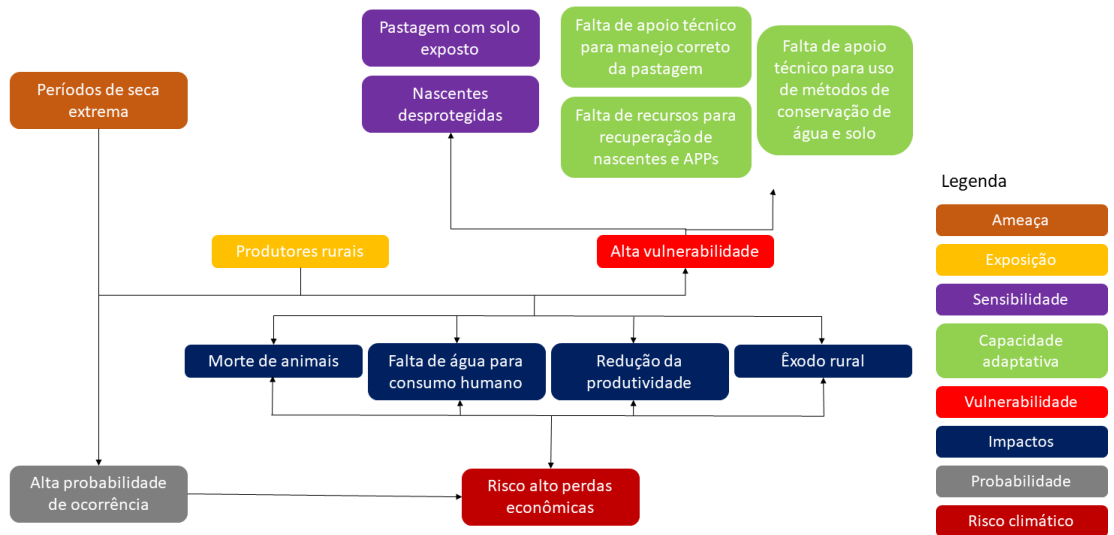 Pastagem com solo
exposto
Falta de apoio técnico
para manejo correto
da pastagem
Falta de apoio
técnico para uso
de métodos de
conservação de
água e solo
Períodos de seca
extrema
Nascentes
desprotegidas
Falta de recursos para
recuperação de
nascentes e APPs
Produtores rurais
Alta vulnerabilidade
Morte de animais
Falta de água para
consumo humano
Redução da
produtividade
Êxodo rural
Alta probabilidade
de ocorrência
Risco alto perdas
econômicas
Legenda
Ameaça
Exposição
Sensibilidade
Capacidade
adaptativa
Vulnerabilidade
Impactos
Probabilidade
Risco climático